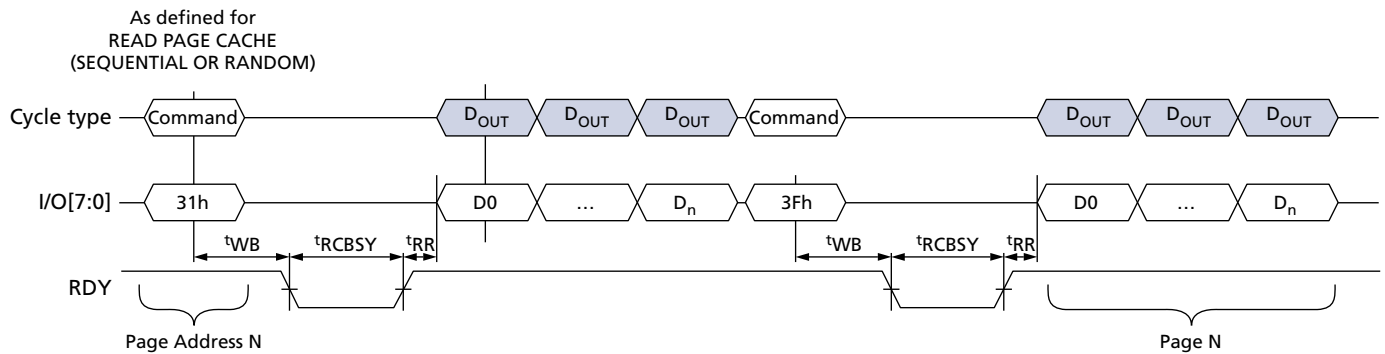 As defined for
READ PAGE CACHE
(SEQUENTIAL OR RANDOM)
Cycle type Command DOUT DOUT DOUT Command DOUT DOUT DOUT
I/O[7:0] 31h D0 … Dn 3Fh D0 … Dn
tWB tRCBSY tRR tWB tRCBSY tRR
RDY
Page Address N Page N